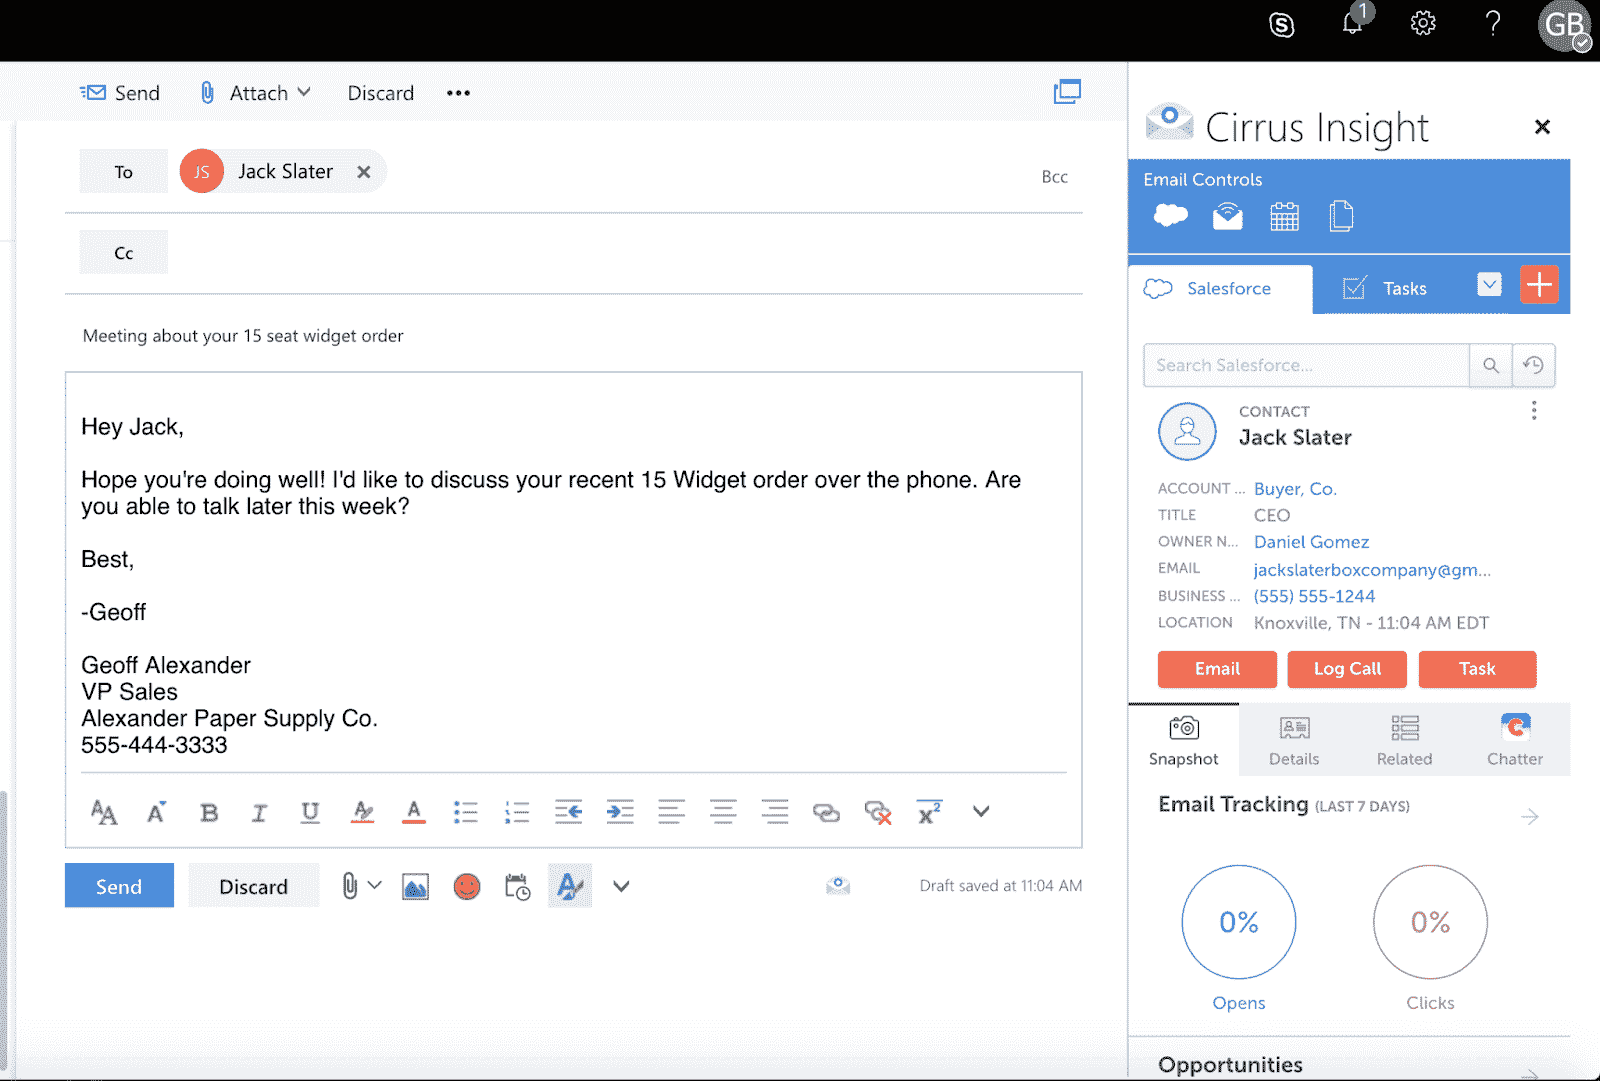 1
GB
Send
Attach
Discard
To
JS
Jack Slater
Bcc
Cc
Meeting about your 15 seat widget order
Hey Jack,
Hope you're doing well! I'd like to discuss your recent 15 Widget order over the phone. Are
you able to talk later this week?
Best,
-Geoff
Geoff Alexander
VP Sales
Alexander Paper Supply Co.
555-444-3333
Send
Discard
Draft saved at 11:04 AM
Cirrus Insight
Email Controls
Salesforce
Tasks
Search Salesforce...
CONTACT
Jack Slater
ACCOUNT ... Buyer, Co.
TITLE CEO
OWNER N... Daniel Gomez
EMAIL jackslaterboxcompany@gm...
BUSINESS ... (555) 555-1244
LOCATION Knoxville, TN - 11:04 AM EDT
Email
Log Call
Task
Snapshot
Details
Related
Chatter
Email Tracking (LAST 7 DAYS)
0%
Opens
0%
Clicks
Opportunities